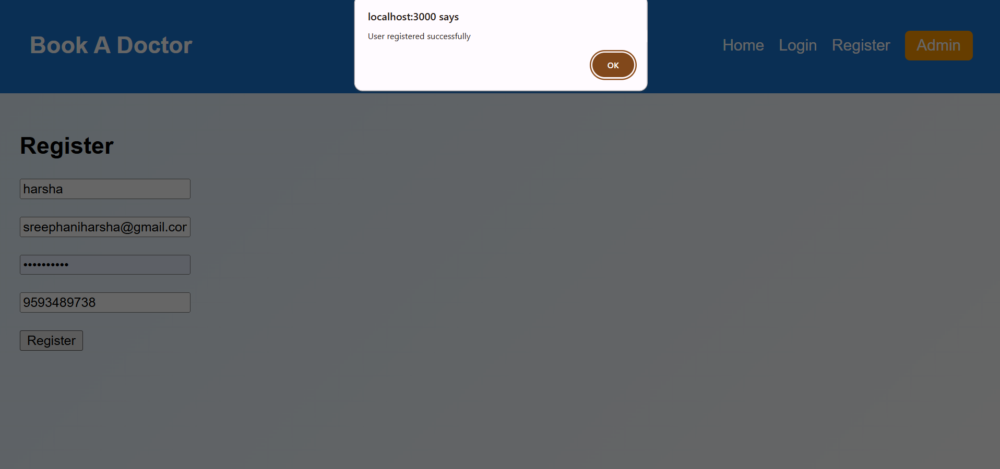 localhost:3000 says
User registered successfully
OK
Book A Doctor
Home Login Register Admin
Register
harsha
sreephaniharsha@gmail.cor
••••••••••
9593489738
Register